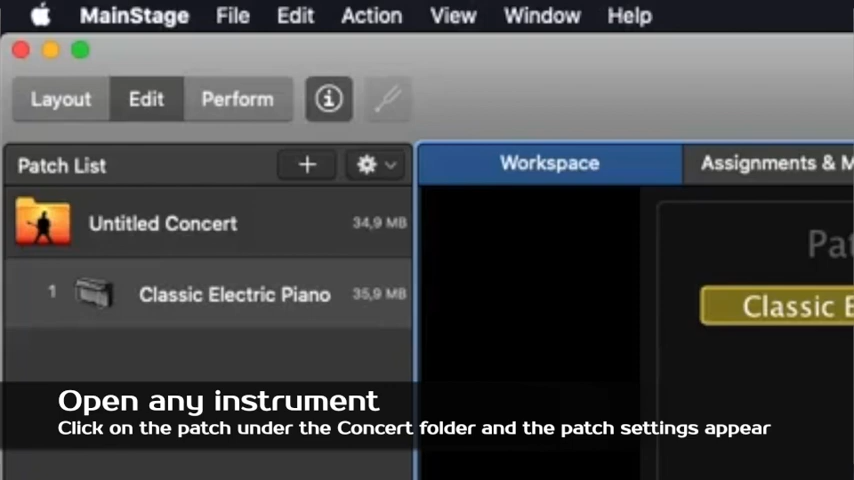 MainStage File Edit Action View Window Help
Layout Edit Perform
Patch List
Workspace
Assignments & M
Untitled Concert 34,9 MB
Pat
1 Classic Electric Piano 35,9 MB
Classic E
Open any instrument
Click on the patch under the Concert folder and the patch settings appear